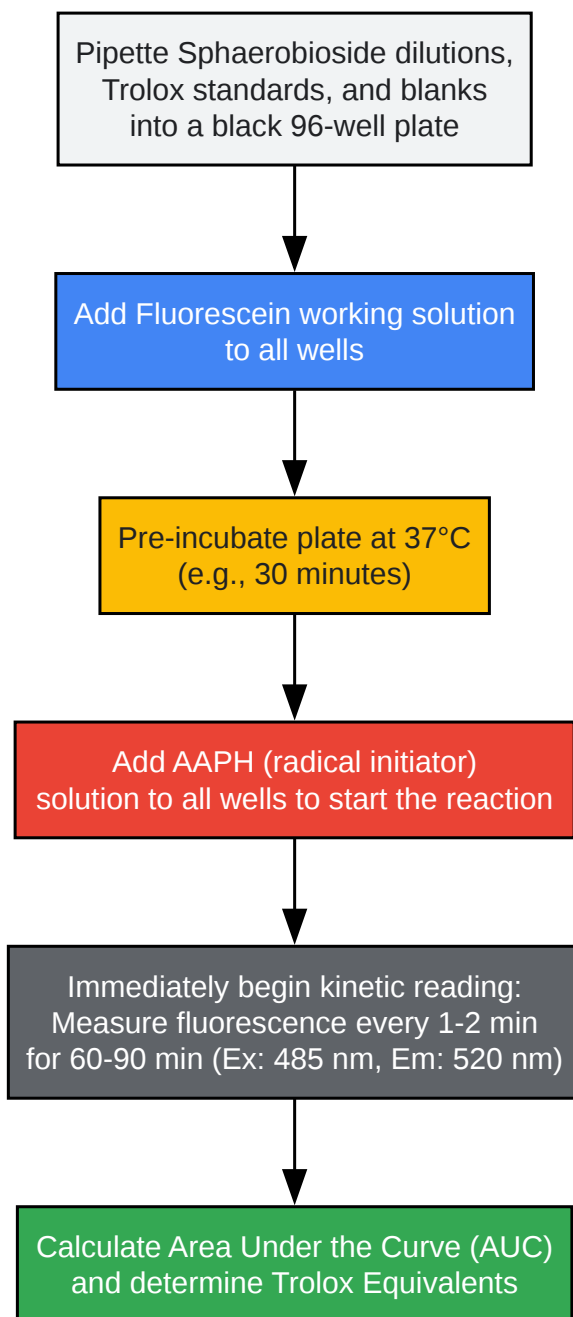 Pipette Sphaerobioside dilutions,
Trolox standards, and blanks
into a black 96-well plate
Add Fluorescein working solution
to all wells
Pre-incubate plate at 37°C
(e.g., 30 minutes)
Add AAPH (radical initiator)
solution to all wells to start the reaction
Immediately begin kinetic reading:
Measure fluorescence every 1-2 min
for 60-90 min (Ex: 485 nm, Em: 520 nm)
Calculate Area Under the Curve (AUC)
and determine Trolox Equivalents